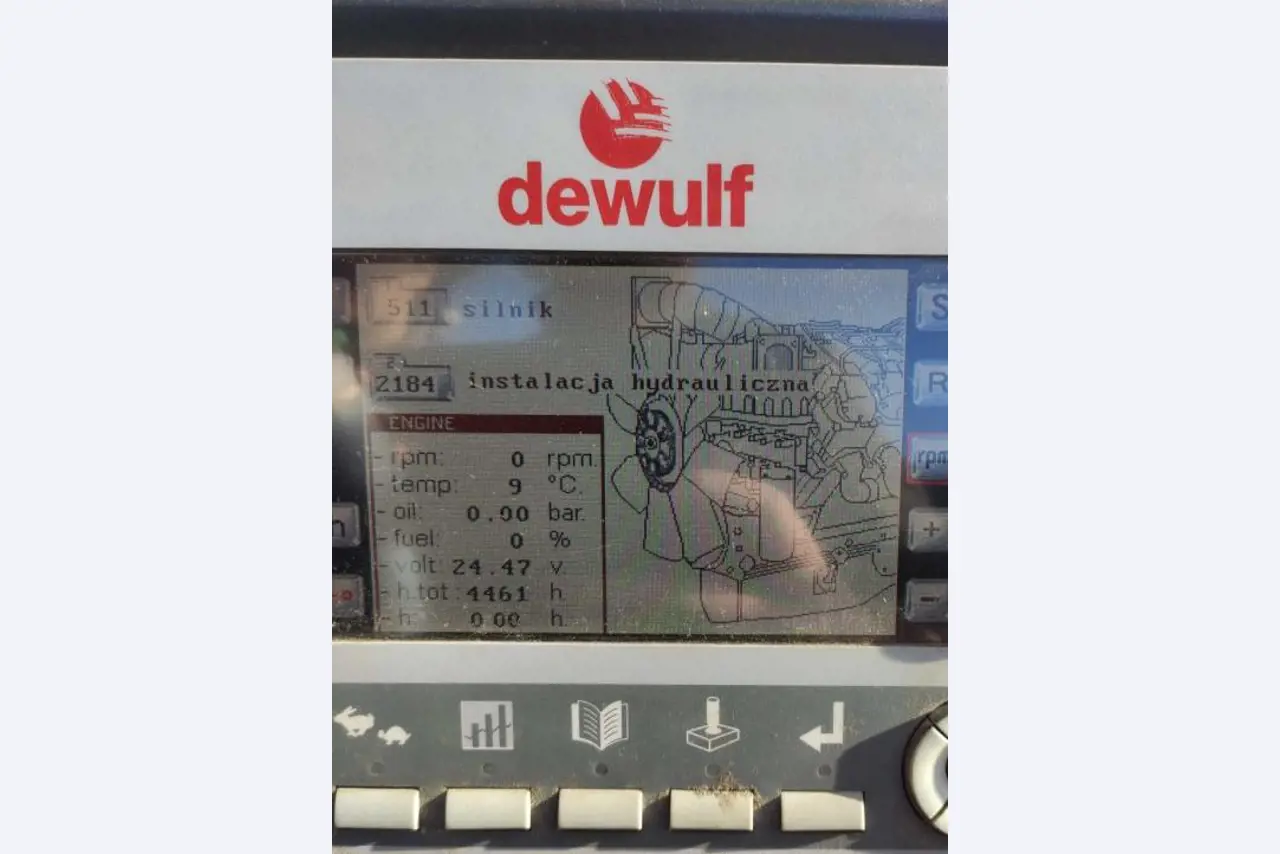 dewulf
511 silnik
2184 instalacja hydrauliczna
ENGINE
- rpm: 0 rpm.
- temp: 9 °C.
- oil: 0.00 bar.
- fuel: 0 %
- volt: 24.47 v.
- h.tot: 4461 h.
- h: 0.00 h.
S
R
rpm
+
-